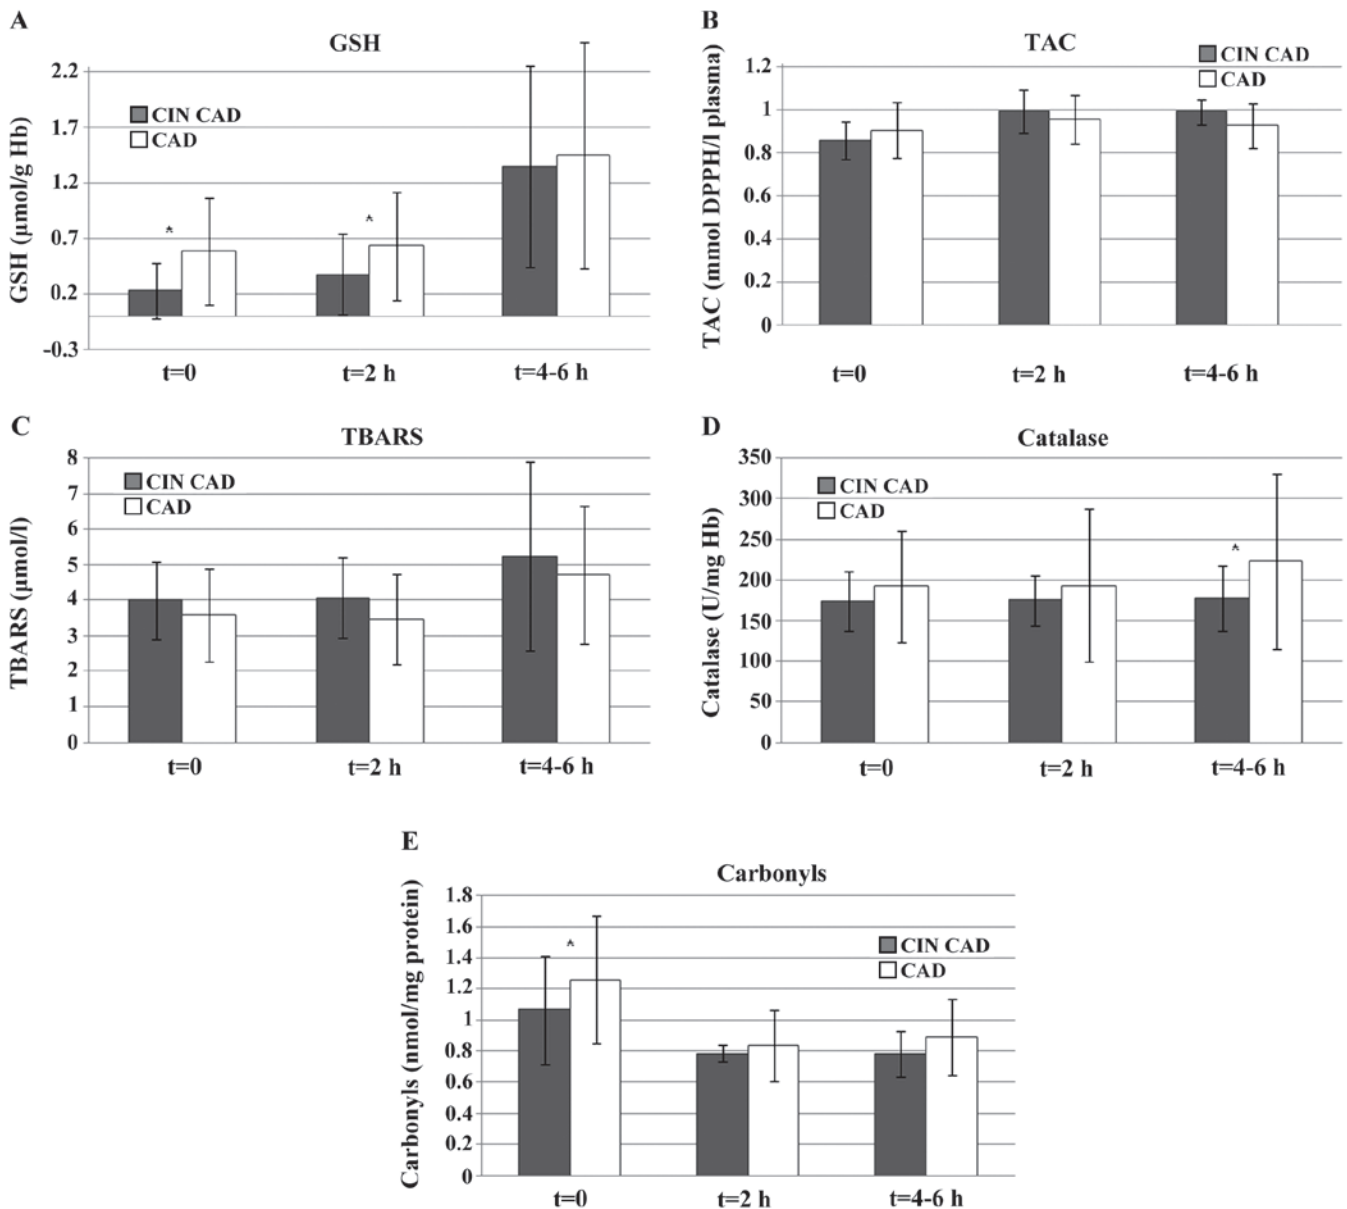 A
GSH
GSH (μmol/g Hb)
2.2
1.7
1.2
0.7
0.2
-0.3
CIN CAD
CAD
*
*
t=0
t=2 h
t=4-6 h
B
TAC
TAC (mmol DPPH/l plasma)
1.2
1
0.8
0.6
0.4
0.2
0
CIN CAD
CAD
t=0
t=2 h
t=4-6 h
C
TBARS
TBARS (μmol/l)
8
7
6
5
4
3
2
1
0
CIN CAD
CAD
t=0
t=2 h
t=4-6 h
D
Catalase
Catalase (U/mg Hb)
350
300
250
200
150
100
50
0
CIN CAD
CAD
*
t=0
t=2 h
t=4-6 h
E
Carbonyls
Carbonyls (nmol/mg protein)
1.8
1.6
1.4
1.2
1
0.8
0.6
0.4
0.2
0
*
CIN CAD
CAD
t=0
t=2 h
t=4-6 h